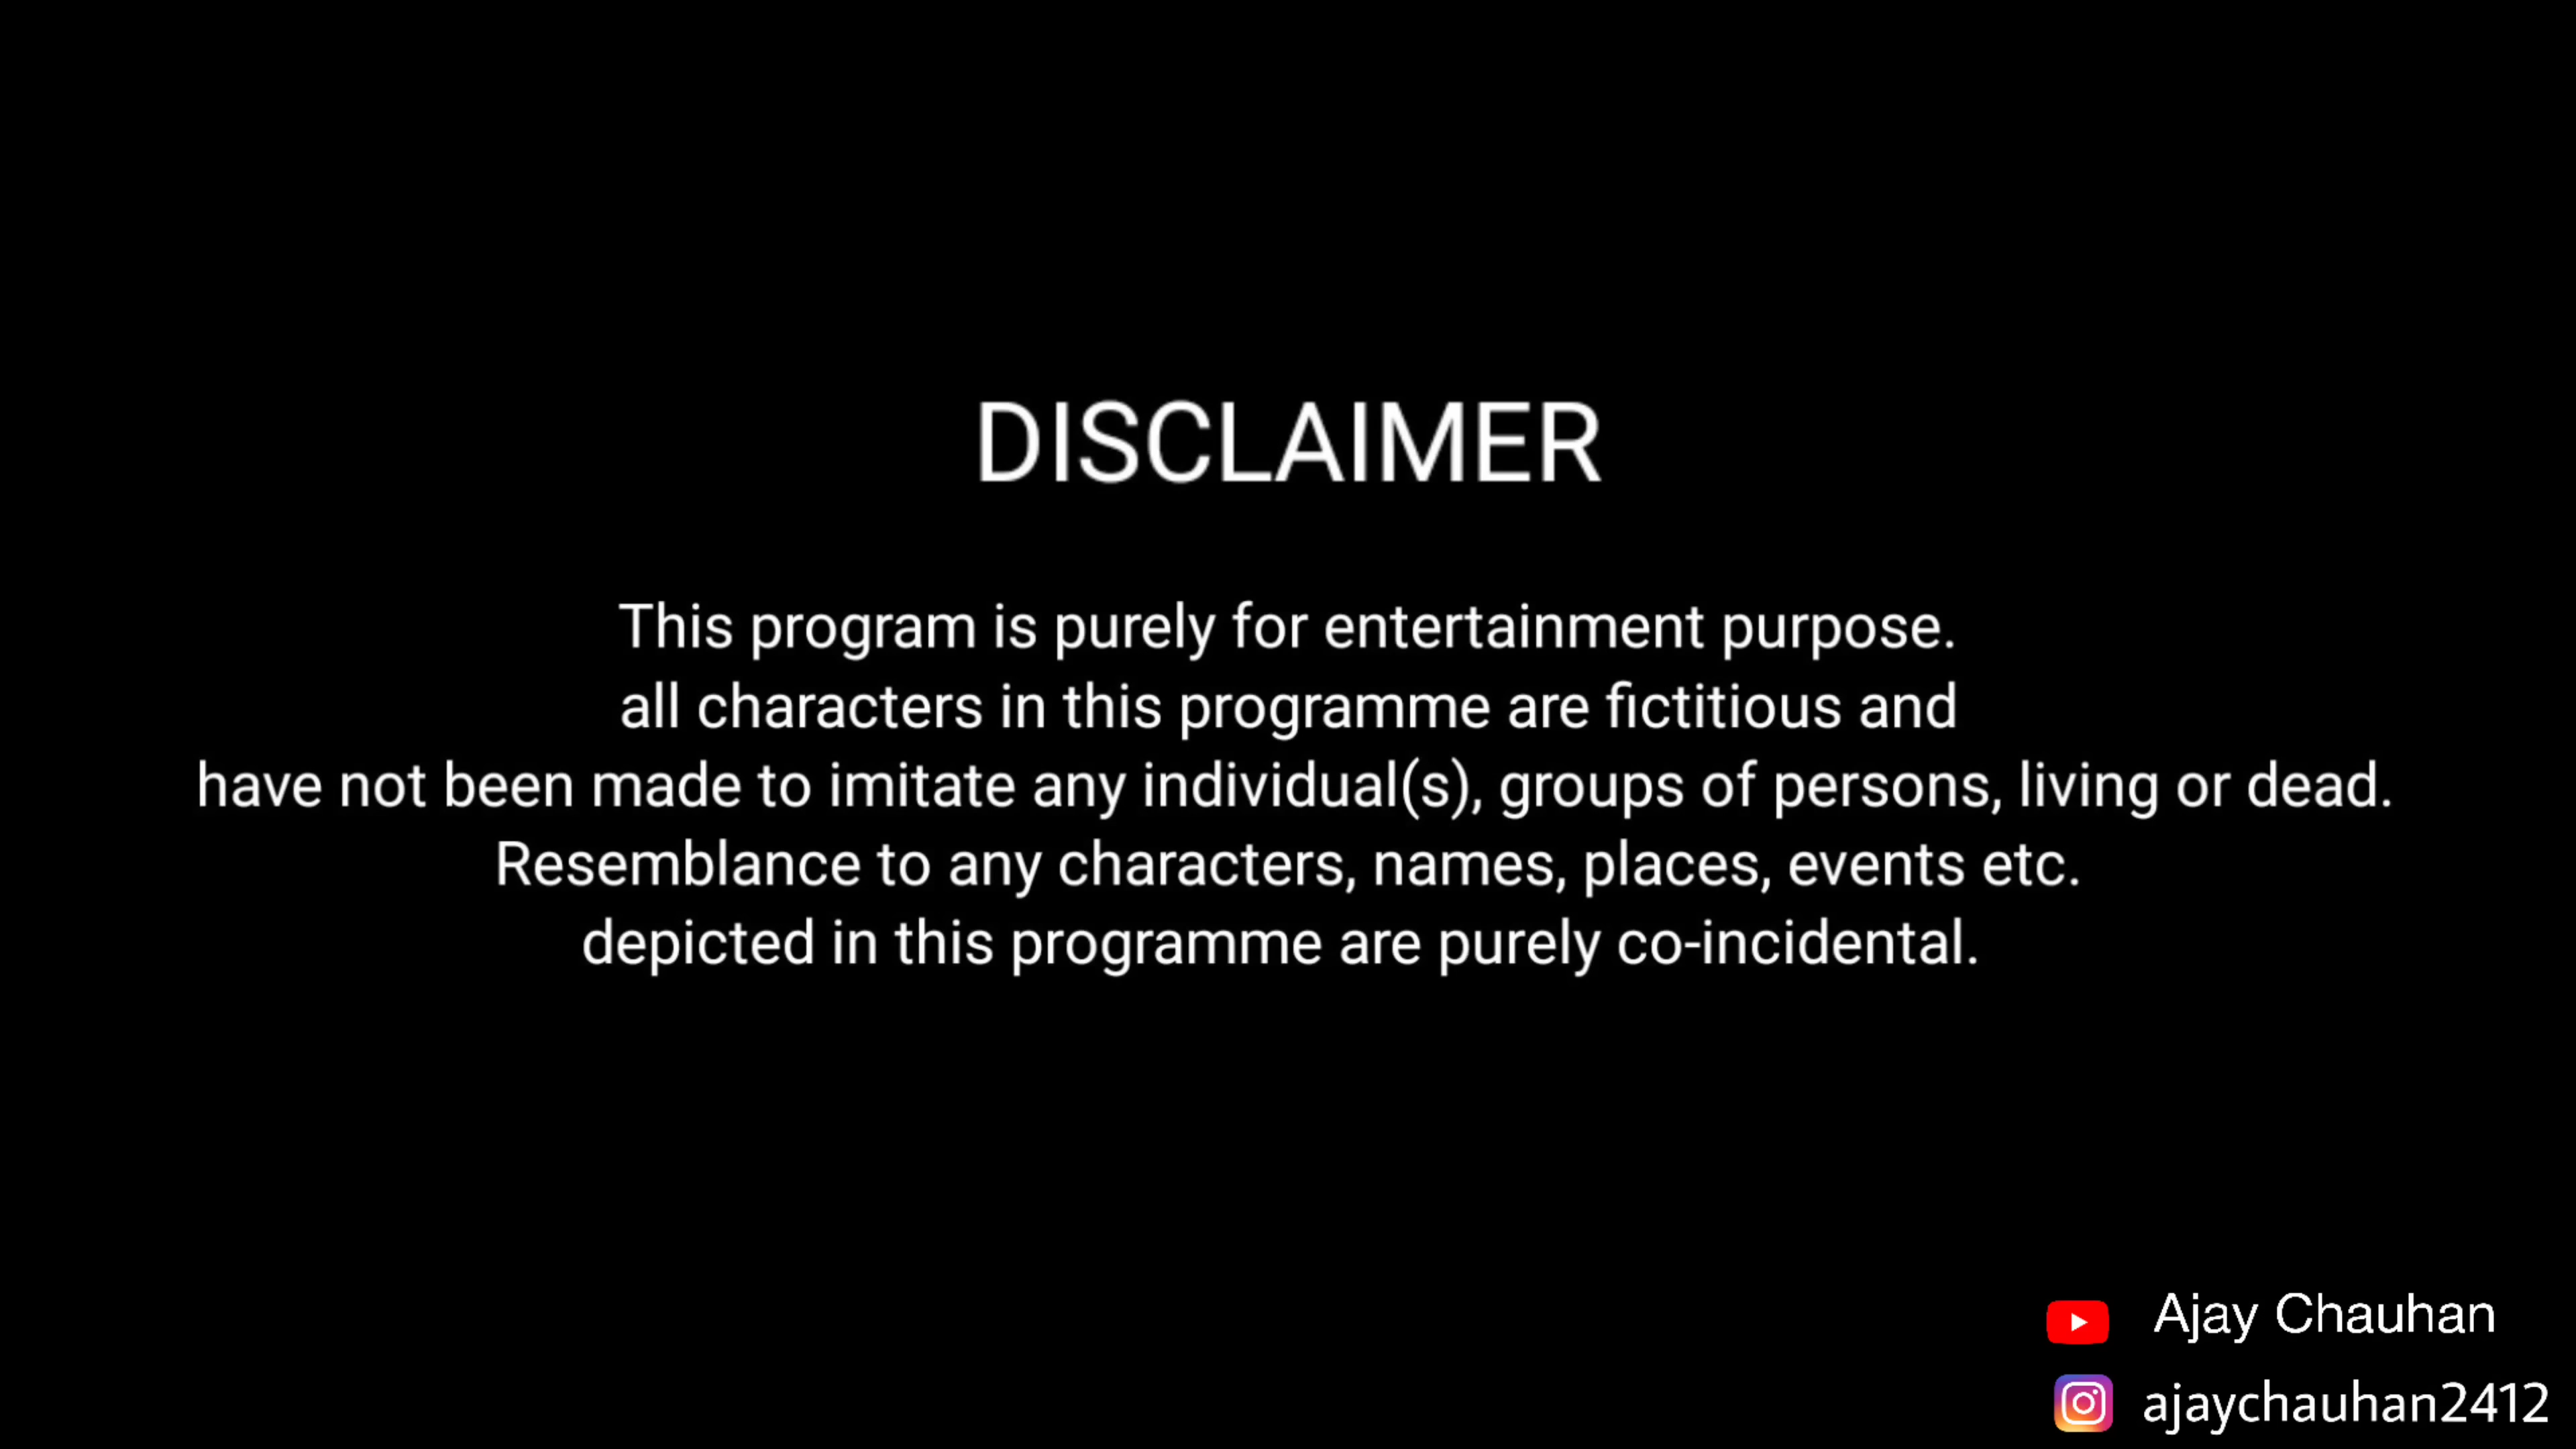 DISCLAIMER
This program is purely for entertainment purpose.
all characters in this programme are fictitious and
have not been made to imitate any individual(s), groups of persons, living or dead.
Resemblance to any characters, names, places, events etc.
depicted in this programme are purely co-incidental.
Ajay Chauhan
ajaychauhan2412